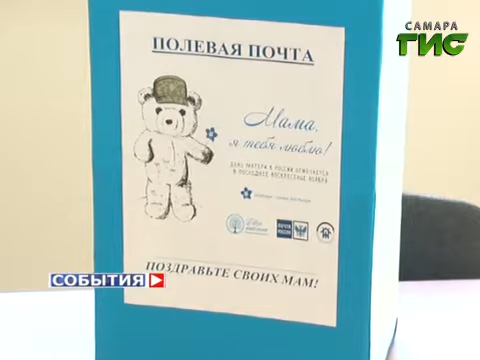 САМАРА
ГИС
ПОЛЕВАЯ ПОЧТА
Мама,
я тебя люблю!
ДЕНЬ МАТЕРИ В РОССИИ ОТМЕЧАЕТСЯ
В ПОСЛЕДНЕЕ ВОСКРЕСЕНЬЕ НОЯБРЯ
ПОЧТА
РОССИИ
ПОЗДРАВЬТЕ СВОИХ МАМ!
СОБЫТИЯ